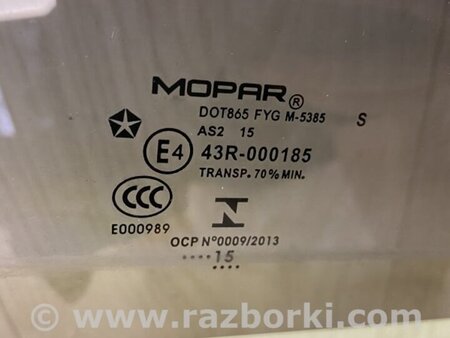 MOPAR®
DOT865 FYG M-5385 S
AS2 15
E4 43R-000185
TRANSP. 70% MIN.
CCC
E000989
N
OCP N°0009/2013
....15
....
© www.razborki.com